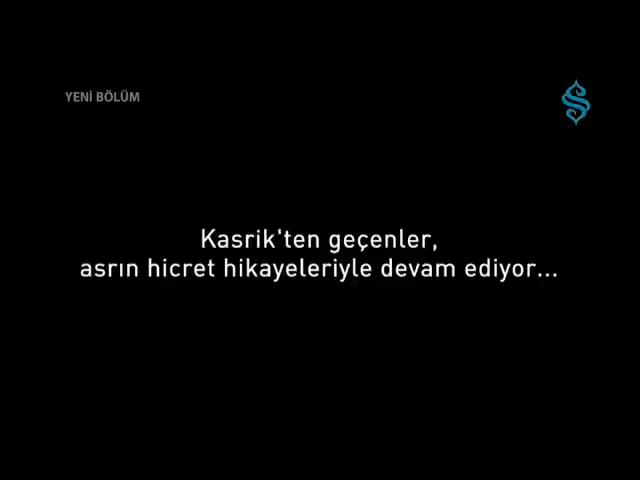 YENİ BÖLÜM
Kasrik'ten geçenler,
asrın hicret hikayeleriyle devam ediyor...